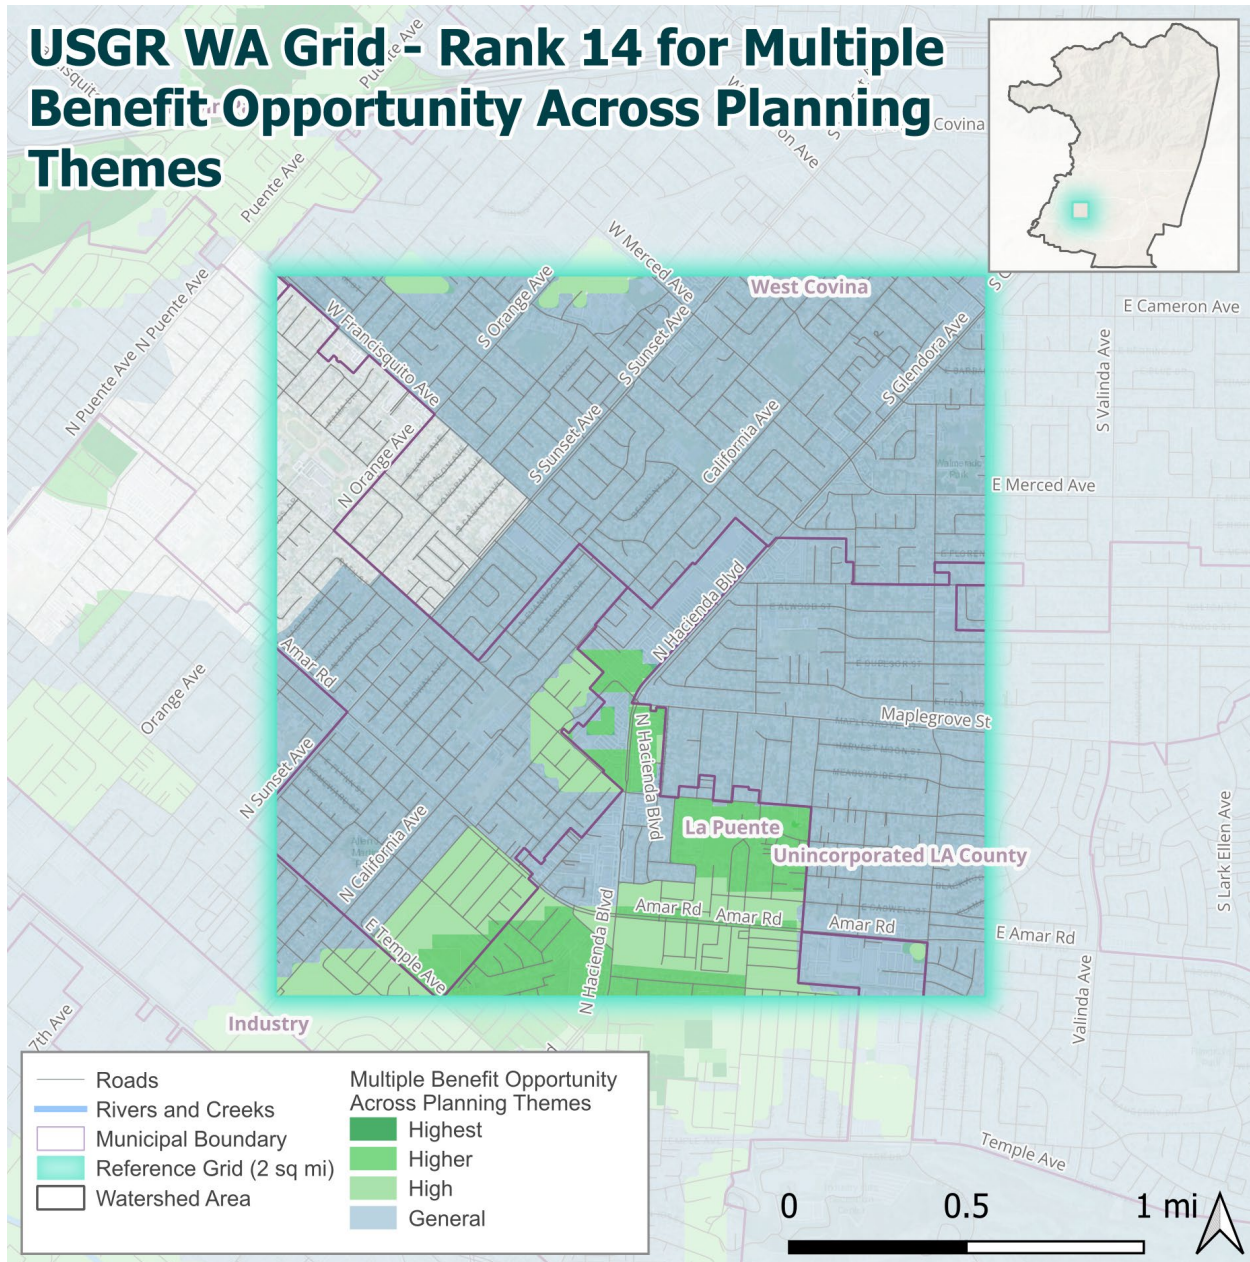 USGR WA Grid - Rank 14 for Multiple
Benefit Opportunity Across Planning
Themes
Puente Ave
Covina
Puente Ave
W Merced Ave
N Puente Ave
N Puente Ave
West Covina
E Cameron Ave
W Francisquito Ave
S Orange Ave
S Sunset Ave
S Glendora Ave
S Valinda Ave
N Orange Ave
S Sunset Ave
California Ave
E Merced Ave
Amar Rd
N Hacienda Blvd
Orange Ave
Maplegrove St
N Sunset Ave
N Hacienda Blvd
La Puente
Unincorporated LA County
N California Ave
S Lark Ellen Ave
Amar Rd
Amar Rd
Amar Rd
E Amar Rd
E Temple Ave
N Hacienda Blvd
Valinda Ave
Industry
7th Ave
Temple Ave
Roads
Rivers and Creeks
Municipal Boundary
Reference Grid (2 sq mi)
Watershed Area
Multiple Benefit Opportunity
Across Planning Themes
Highest
Higher
High
General
0 0.5 1 mi